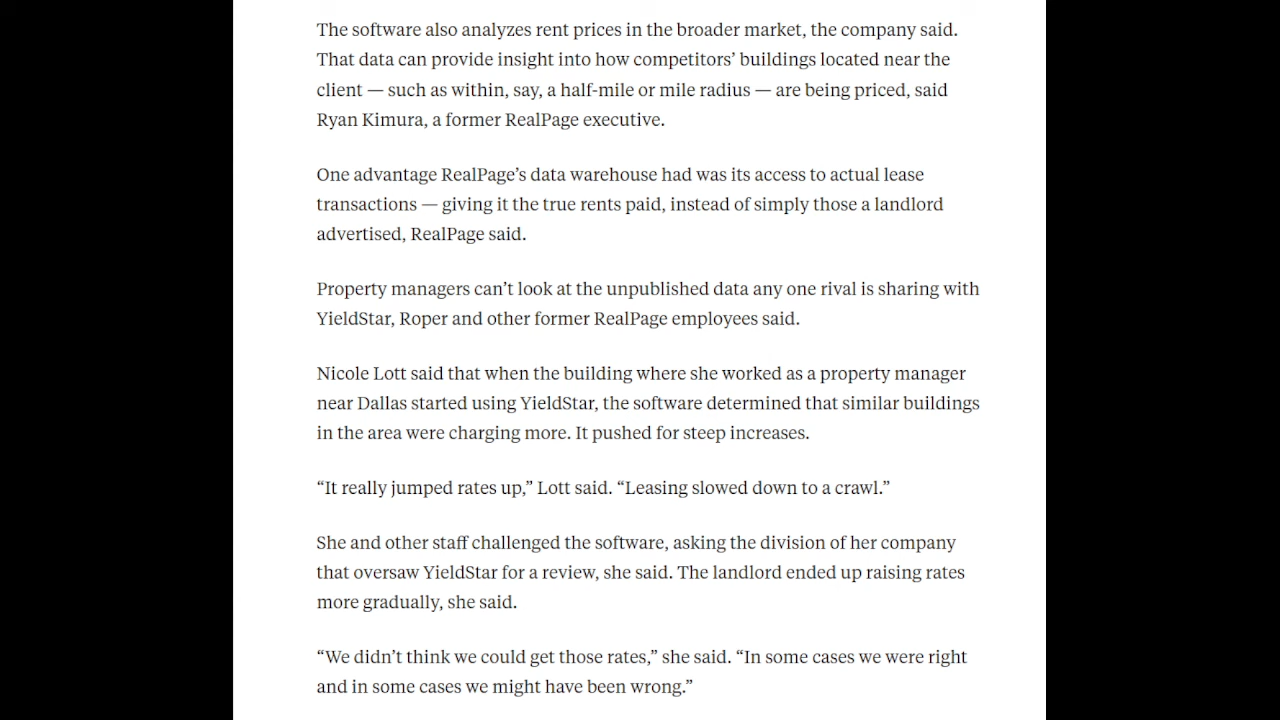 The software also analyzes rent prices in the broader market, the company said.
That data can provide insight into how competitors’ buildings located near the
client — such as within, say, a half-mile or mile radius — are being priced, said
Ryan Kimura, a former RealPage executive.
One advantage RealPage’s data warehouse had was its access to actual lease
transactions — giving it the true rents paid, instead of simply those a landlord
advertised, RealPage said.
Property managers can’t look at the unpublished data any one rival is sharing with
YieldStar, Roper and other former RealPage employees said.
Nicole Lott said that when the building where she worked as a property manager
near Dallas started using YieldStar, the software determined that similar buildings
in the area were charging more. It pushed for steep increases.
“It really jumped rates up,” Lott said. “Leasing slowed down to a crawl.”
She and other staff challenged the software, asking the division of her company
that oversaw YieldStar for a review, she said. The landlord ended up raising rates
more gradually, she said.
“We didn’t think we could get those rates,” she said. “In some cases we were right
and in some cases we might have been wrong.”